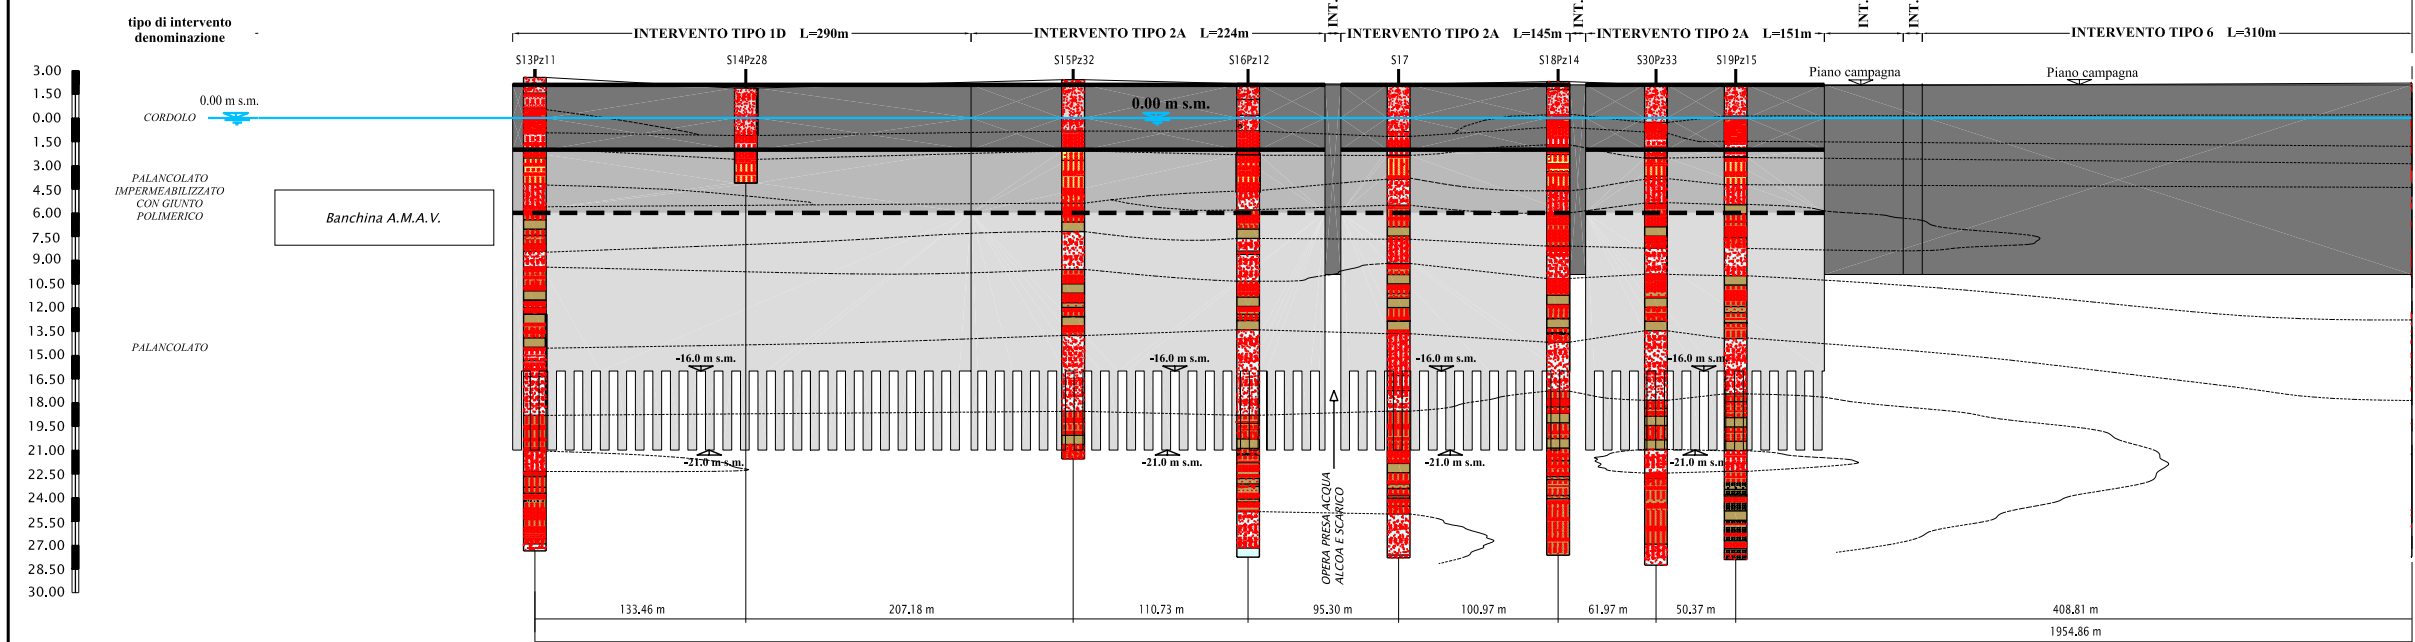 tipo di intervento
denominazione
-
INT.
INT.
INT.
INT.
INTERVENTO TIPO 1D L=290m
INTERVENTO TIPO 2A L=224m
INTERVENTO TIPO 2A L=145m
INTERVENTO TIPO 2A L=151m
INTERVENTO TIPO 6 L=310m
S13Pz11
S14Pz28
S15Pz32
S16Pz12
S17
S18Pz14
S30Pz33
S19Pz15
Piano campagna
Piano campagna
3.00
1.50
0.00
1.50
3.00
4.50
6.00
7.50
9.00
10.50
12.00
13.50
15.00
16.50
18.00
19.50
21.00
22.50
24.00
25.50
27.00
28.50
30.00
0.00 m s.m.
0.00 m s.m.
CORDOLO
PALANCOLATO
IMPERMEABILIZZATO
CON GIUNTO
POLIMERICO
Banchina A.M.A.V.
PALANCOLATO
-16.0 m s.m.
-16.0 m s.m.
-16.0 m s.m.
-16.0 m s.m.
-21.0 m s.m.
-21.0 m s.m.
-21.0 m s.m.
-21.0 m s.m.
OPERA PRESA ACQUA
ALCOA E SCARICO
133.46 m
207.18 m
110.73 m
95.30 m
100.97 m
61.97 m
50.37 m
408.81 m
1954.86 m